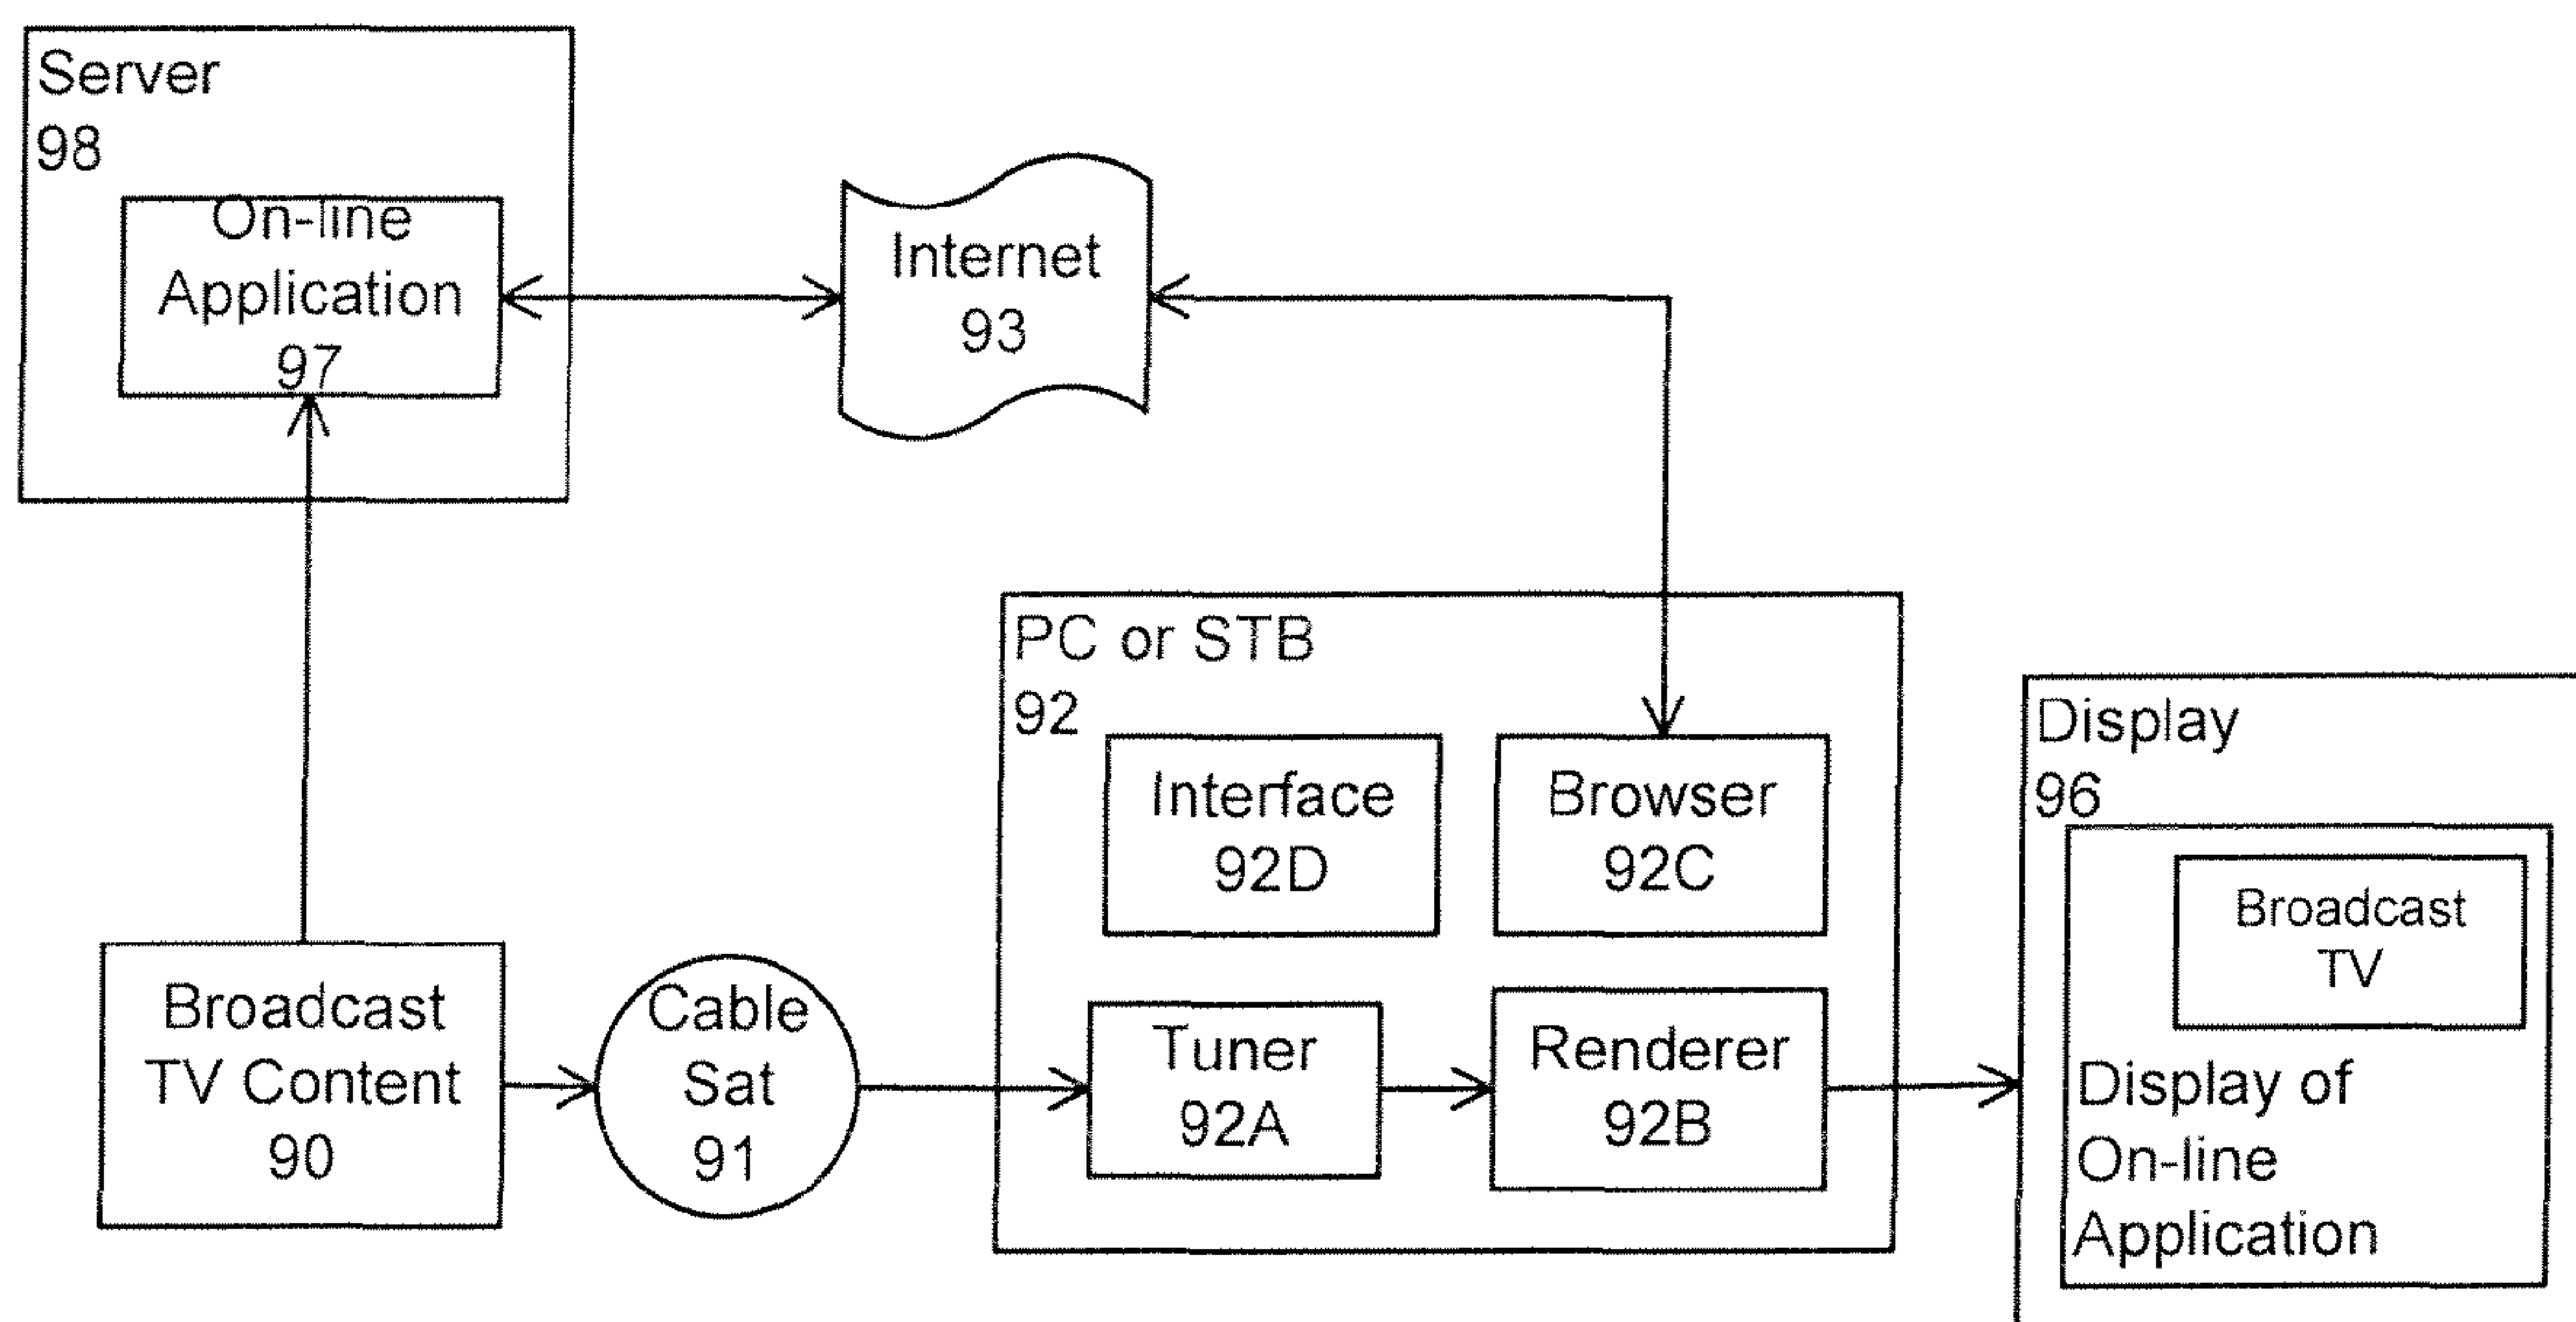 Server
98
On-line
Application
97
Internet
93
PC or STB
92
Interface
92D
Browser
92C
Display
96
Broadcast
TV
Display of
On-line
Application
Broadcast
TV Content
90
Cable
Sat
91
Tuner
92A
Renderer
92B